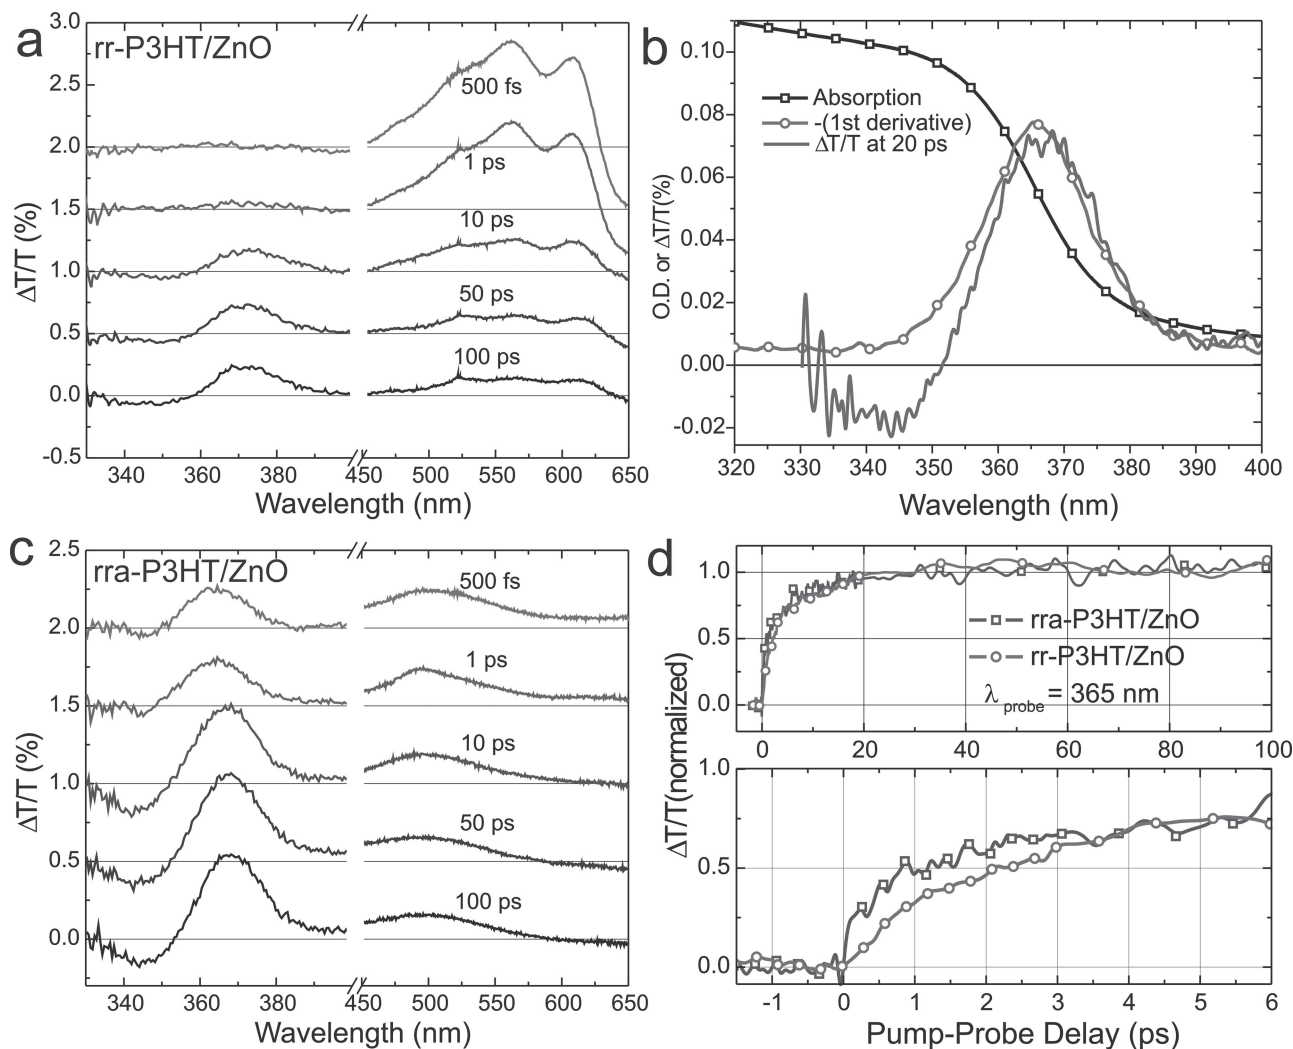 a
rr-P3HT/ZnO
3.0
2.5
2.0
1.5
1.0
0.5
0.0
-0.5
ΔT/T (%)
500 fs
1 ps
10 ps
50 ps
100 ps
340 360 380 450 500 550 600 650
Wavelength (nm)
b
0.10
0.08
0.06
0.04
0.02
0.00
-0.02
O.D. or ΔT/T(%)
Absorption
-(1st derivative)
ΔT/T at 20 ps
320 330 340 350 360 370 380 390 400
Wavelength (nm)
c
rra-P3HT/ZnO
2.5
2.0
1.5
1.0
0.5
0.0
ΔT/T (%)
500 fs
1 ps
10 ps
50 ps
100 ps
340 360 380 450 500 550 600 650
Wavelength (nm)
d
1.0
0.5
0.0
rra-P3HT/ZnO
rr-P3HT/ZnO
λ probe = 365 nm
0 20 40 60 80 100
ΔT/T(normalized)
1.0
0.5
0.0
-1 0 1 2 3 4 5 6
Pump-Probe Delay (ps)